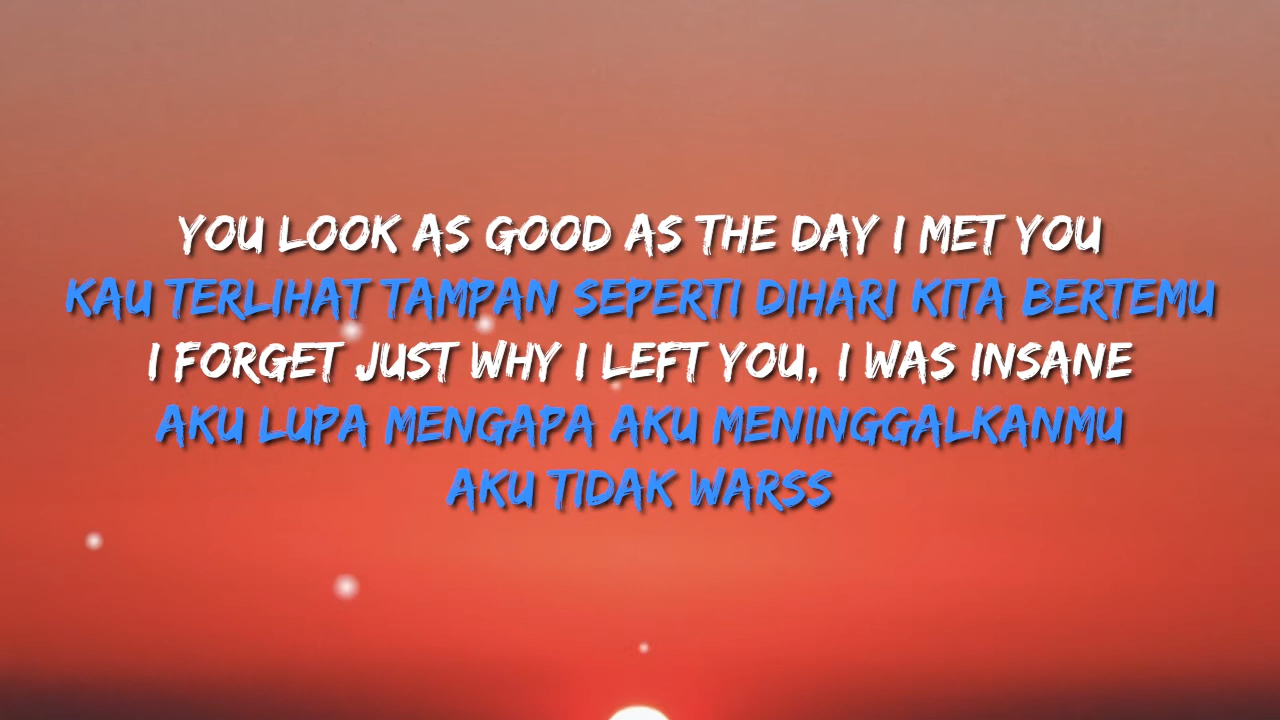 YOU LOOK AS GOOD AS THE DAY I MET YOU
KAU TERLIHAT TAMPAN SEPERTI DIHARI KITA BERTEMU
I FORGET JUST WHY I LEFT YOU, I WAS INSANE
AKU LUPA MENGAPA AKU MENINGGALKANMU
AKU TIDAK WARSS